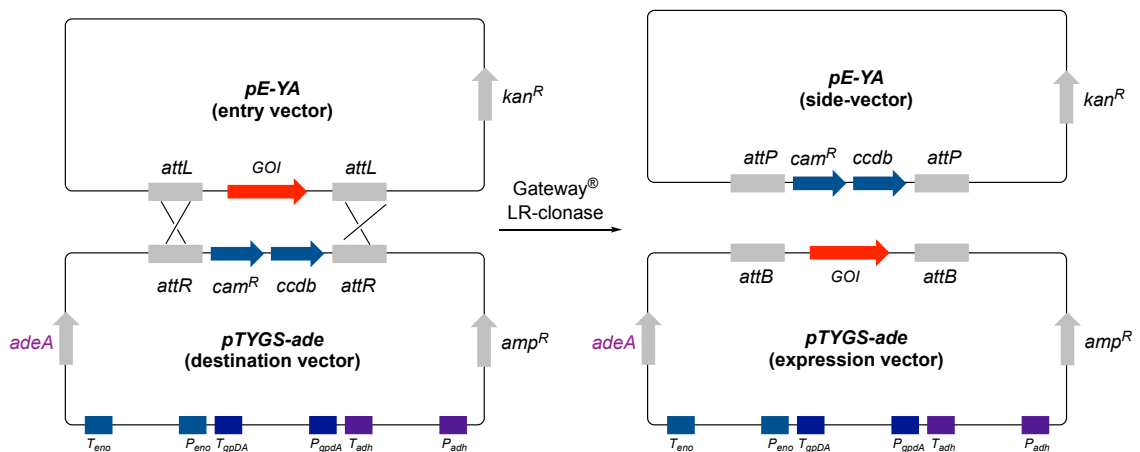 pE-YA
(entry vector)
kanR
attL
GOI
attL
attR
camR
ccdb
attR
adeA
pTYGS-ade
(destination vector)
ampR
Teno
Peno
TgpDA
PgpdA
Tadh
Padh
Gateway®
LR-clonase
pE-YA
(side-vector)
kanR
attP
camR
ccdb
attP
attB
GOI
attB
adeA
pTYGS-ade
(expression vector)
ampR
Teno
Peno
TgpDA
PgpdA
Tadh
Padh